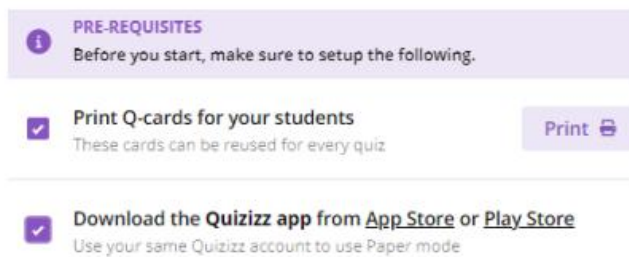 PRE-REQUISITES
Before you start, make sure to setup the following.
Print Q-cards for your students
Print
These cards can be reused for every quiz
Download the Quizizz app from App Store or Play Store
Use your same Quizizz account to use Paper mode